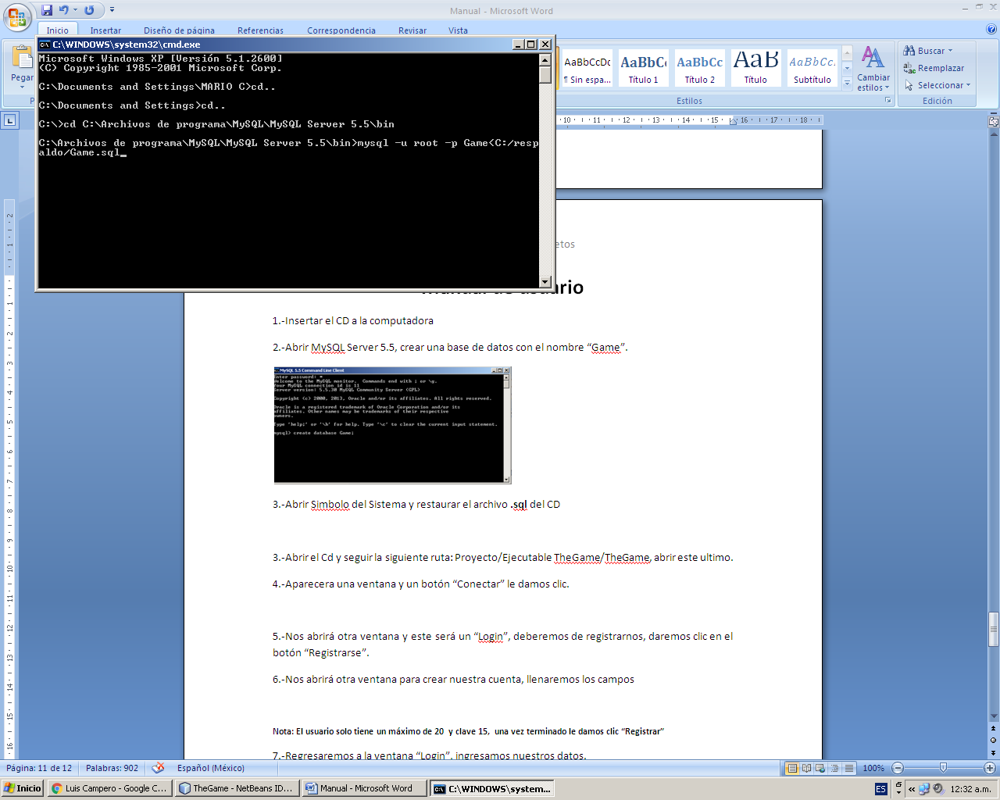 Manual - Microsoft Word
Inicio Insertar Diseño de página Referencias Correspondencia Revisar Vista
Pegar
AaBbCcDc AaBbCc AaBbCc AaBb AaBbCc.
¶ Sin espa... Título 1 Título 2 Título Subtítulo
Cambiar estilos
Estilos
Buscar
Reemplazar
Seleccionar
Edición
C:\WINDOWS\system32\cmd.exe
Microsoft Windows XP [Versión 5.1.2600]
(C) Copyright 1985-2001 Microsoft Corp.
C:\Documents and Settings\MARIO C>cd..
C:\Documents and Settings>cd..
C:\>cd C:\Archivos de programa\MySQL\MySQL Server 5.5\bin
C:\Archivos de programa\MySQL\MySQL Server 5.5\bin>mysql -u root -p Game<C:/resp
aldo/Game.sql_
10 11 12 13 14 15 16 17 18
etos
1.-Insertar el CD a la computadora
2.-Abrir MySQL Server 5.5, crear una base de datos con el nombre “Game”.
MySQL 5.5 Command Line Client
Enter password: *
Welcome to the MySQL monitor.  Commands end with ; or \g.
Your MySQL connection id is 11
Server version: 5.5.30 MySQL Community Server (GPL)
Copyright (c) 2000, 2013, Oracle and/or its affiliates. All rights reserved.
Oracle is a registered trademark of Oracle Corporation and/or its
affiliates. Other names may be trademarks of their respective
owners.
Type 'help;' or '\h' for help. Type '\c' to clear the current input statement.
mysql> create database Game;
3.-Abrir Simbolo del Sistema y restaurar el archivo .sql del CD
3.-Abrir el Cd y seguir la siguiente ruta: Proyecto/Ejecutable TheGame/TheGame, abrir este ultimo.
4.-Aparecera una ventana y un botón “Conectar” le damos clic.
5.-Nos abrirá otra ventana y este será un “Login”, deberemos de registrarnos, daremos clic en el
botón “Registrarse”.
6.-Nos abrirá otra ventana para crear nuestra cuenta, llenaremos los campos
Nota: El usuario solo tiene un máximo de 20  y clave 15,  una vez terminado le damos clic “Registrar”
7.-Regresaremos a la ventana “Login”, ingresamos nuestros datos.
Página: 11 de 12 Palabras: 902 Español (México) 100%
Inicio Luis Campero - Google C... TheGame - NetBeans ID... Manual - Microsoft Word C:\WINDOWS\system... ES 12:32 a.m.